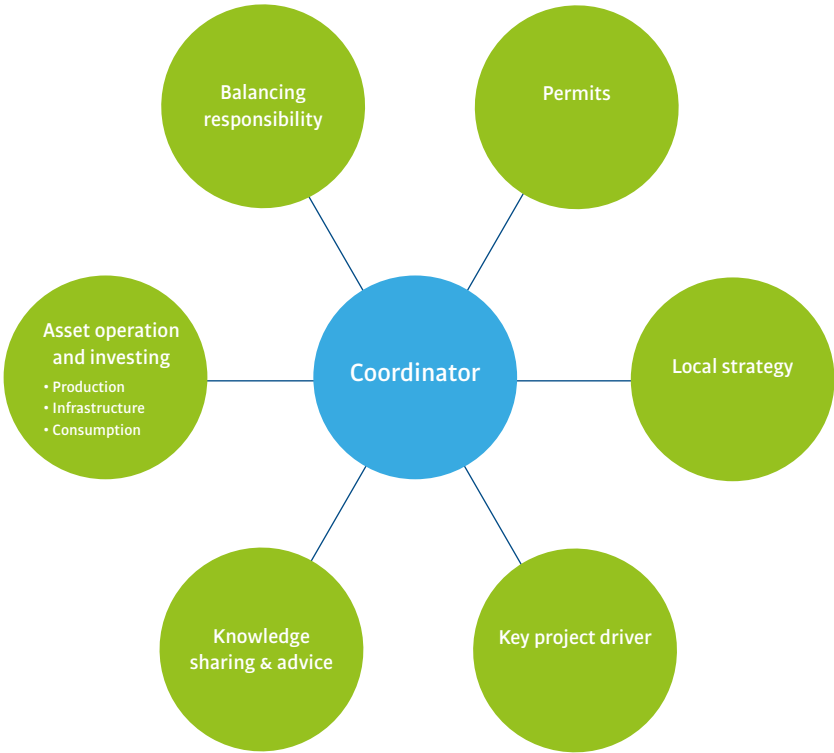 Balancing
responsibility
Permits
Asset operation
and investing
• Production
• Infrastructure
• Consumption
Coordinator
Local strategy
Knowledge
sharing & advice
Key project driver